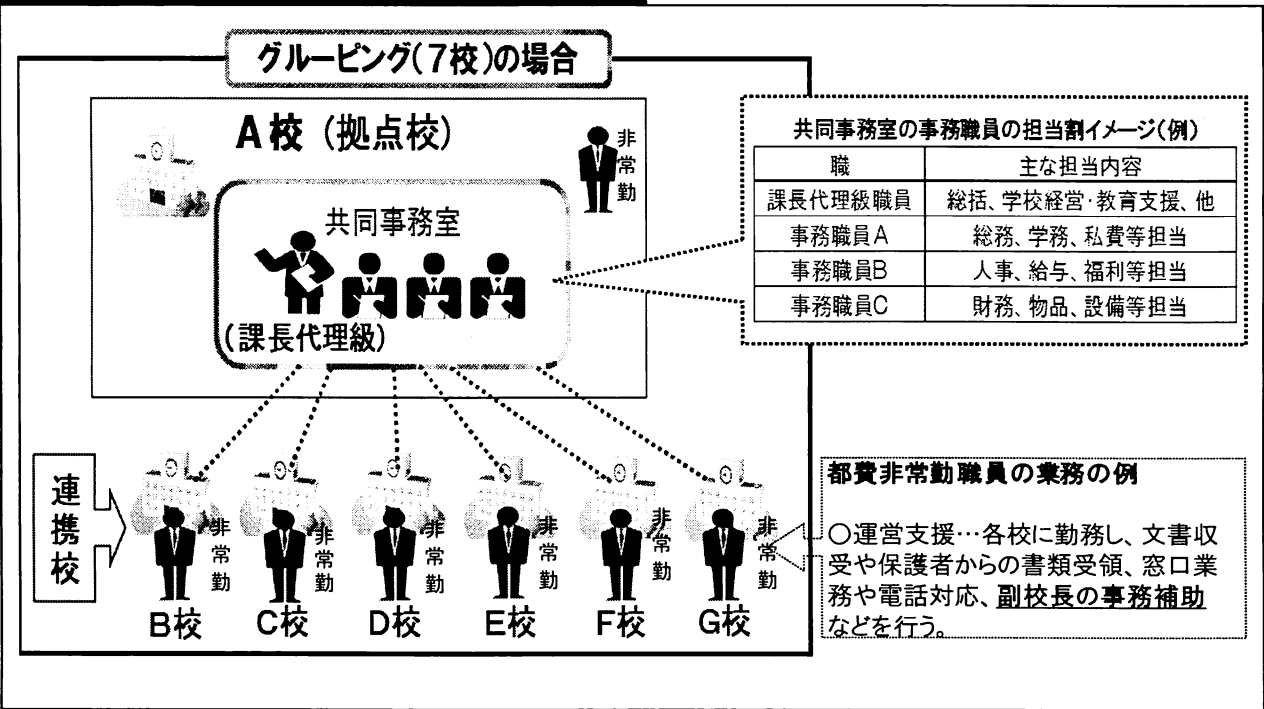 グルーピング(7校)の場合
A校(拠点校)
非常勤
共同事務室
(課長代理級)
共同事務室の事務職員の担当割イメージ(例)
職 主な担当内容
課長代理級職員 総括、学校経営・教育支援、他
事務職員A 総務、学務、私費等担当
事務職員B 人事、給与、福利等担当
事務職員C 財務、物品、設備等担当
連携校
非常勤
非常勤
非常勤
非常勤
非常勤
非常勤
B校 C校 D校 E校 F校 G校
都費非常勤職員の業務の例
○運営支援…各校に勤務し、文書収
受や保護者からの書類受領、窓口業
務や電話対応、副校長の事務補助
などを行う。